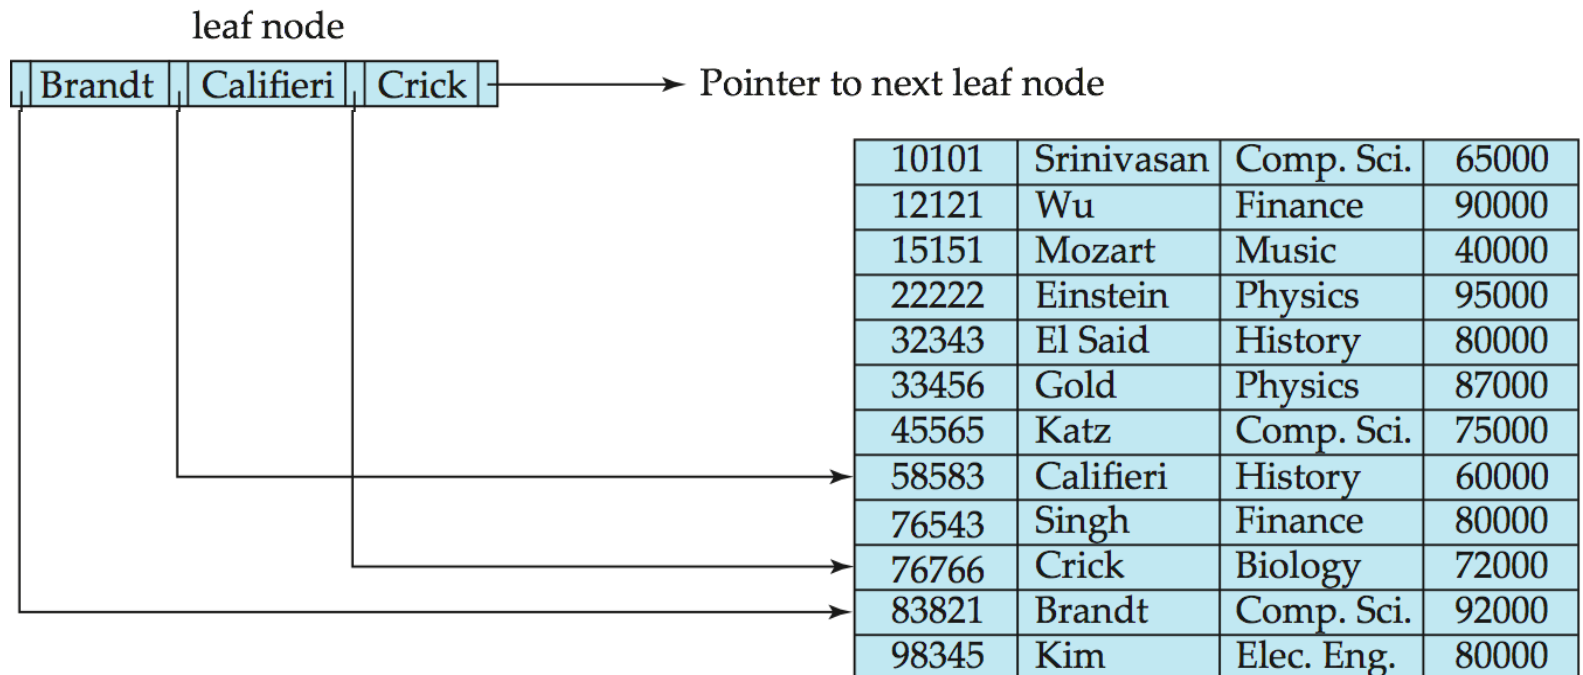 leaf node
Brandt Califieri Crick Pointer to next leaf node
10101 Srinivasan Comp. Sci. 65000
12121 Wu Finance 90000
15151 Mozart Music 40000
22222 Einstein Physics 95000
32343 El Said History 80000
33456 Gold Physics 87000
45565 Katz Comp. Sci. 75000
58583 Califieri History 60000
76543 Singh Finance 80000
76766 Crick Biology 72000
83821 Brandt Comp. Sci. 92000
98345 Kim Elec. Eng. 80000